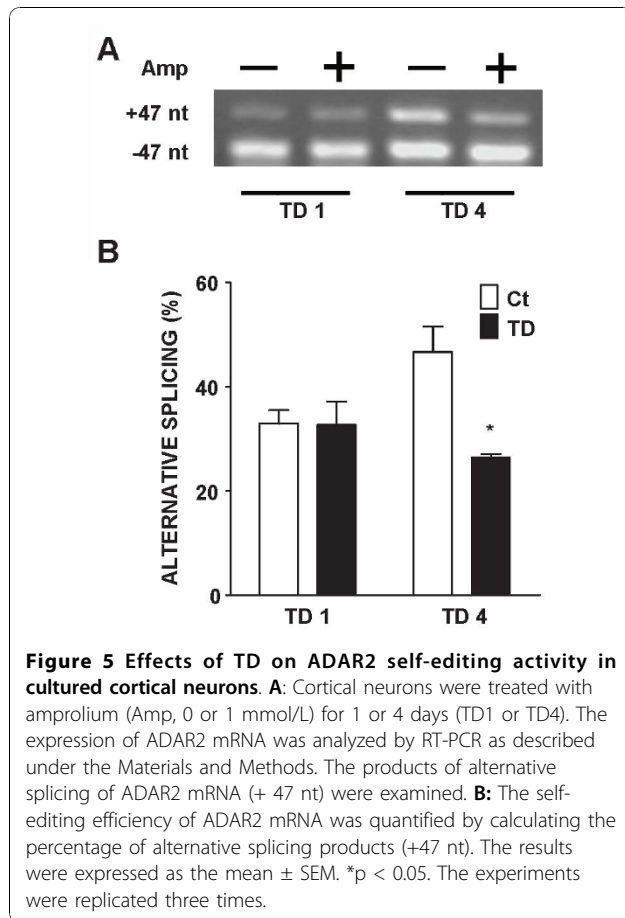 A
Amp — + — +
+47 nt
-47 nt
TD 1 TD 4
B
ALTERNATIVE SPLICING (%)
60
40
20
0
Ct
TD
*
TD 1 TD 4
Figure 5 Effects of TD on ADAR2 self-editing activity in
cultured cortical neurons. A: Cortical neurons were treated with
amprolium (Amp, 0 or 1 mmol/L) for 1 or 4 days (TD1 or TD4). The
expression of ADAR2 mRNA was analyzed by RT-PCR as described
under the Materials and Methods. The products of alternative
splicing of ADAR2 mRNA (+ 47 nt) were examined. B: The self-
editing efficiency of ADAR2 mRNA was quantified by calculating the
percentage of alternative splicing products (+47 nt). The results
were expressed as the mean ± SEM. *p < 0.05. The experiments
were replicated three times.